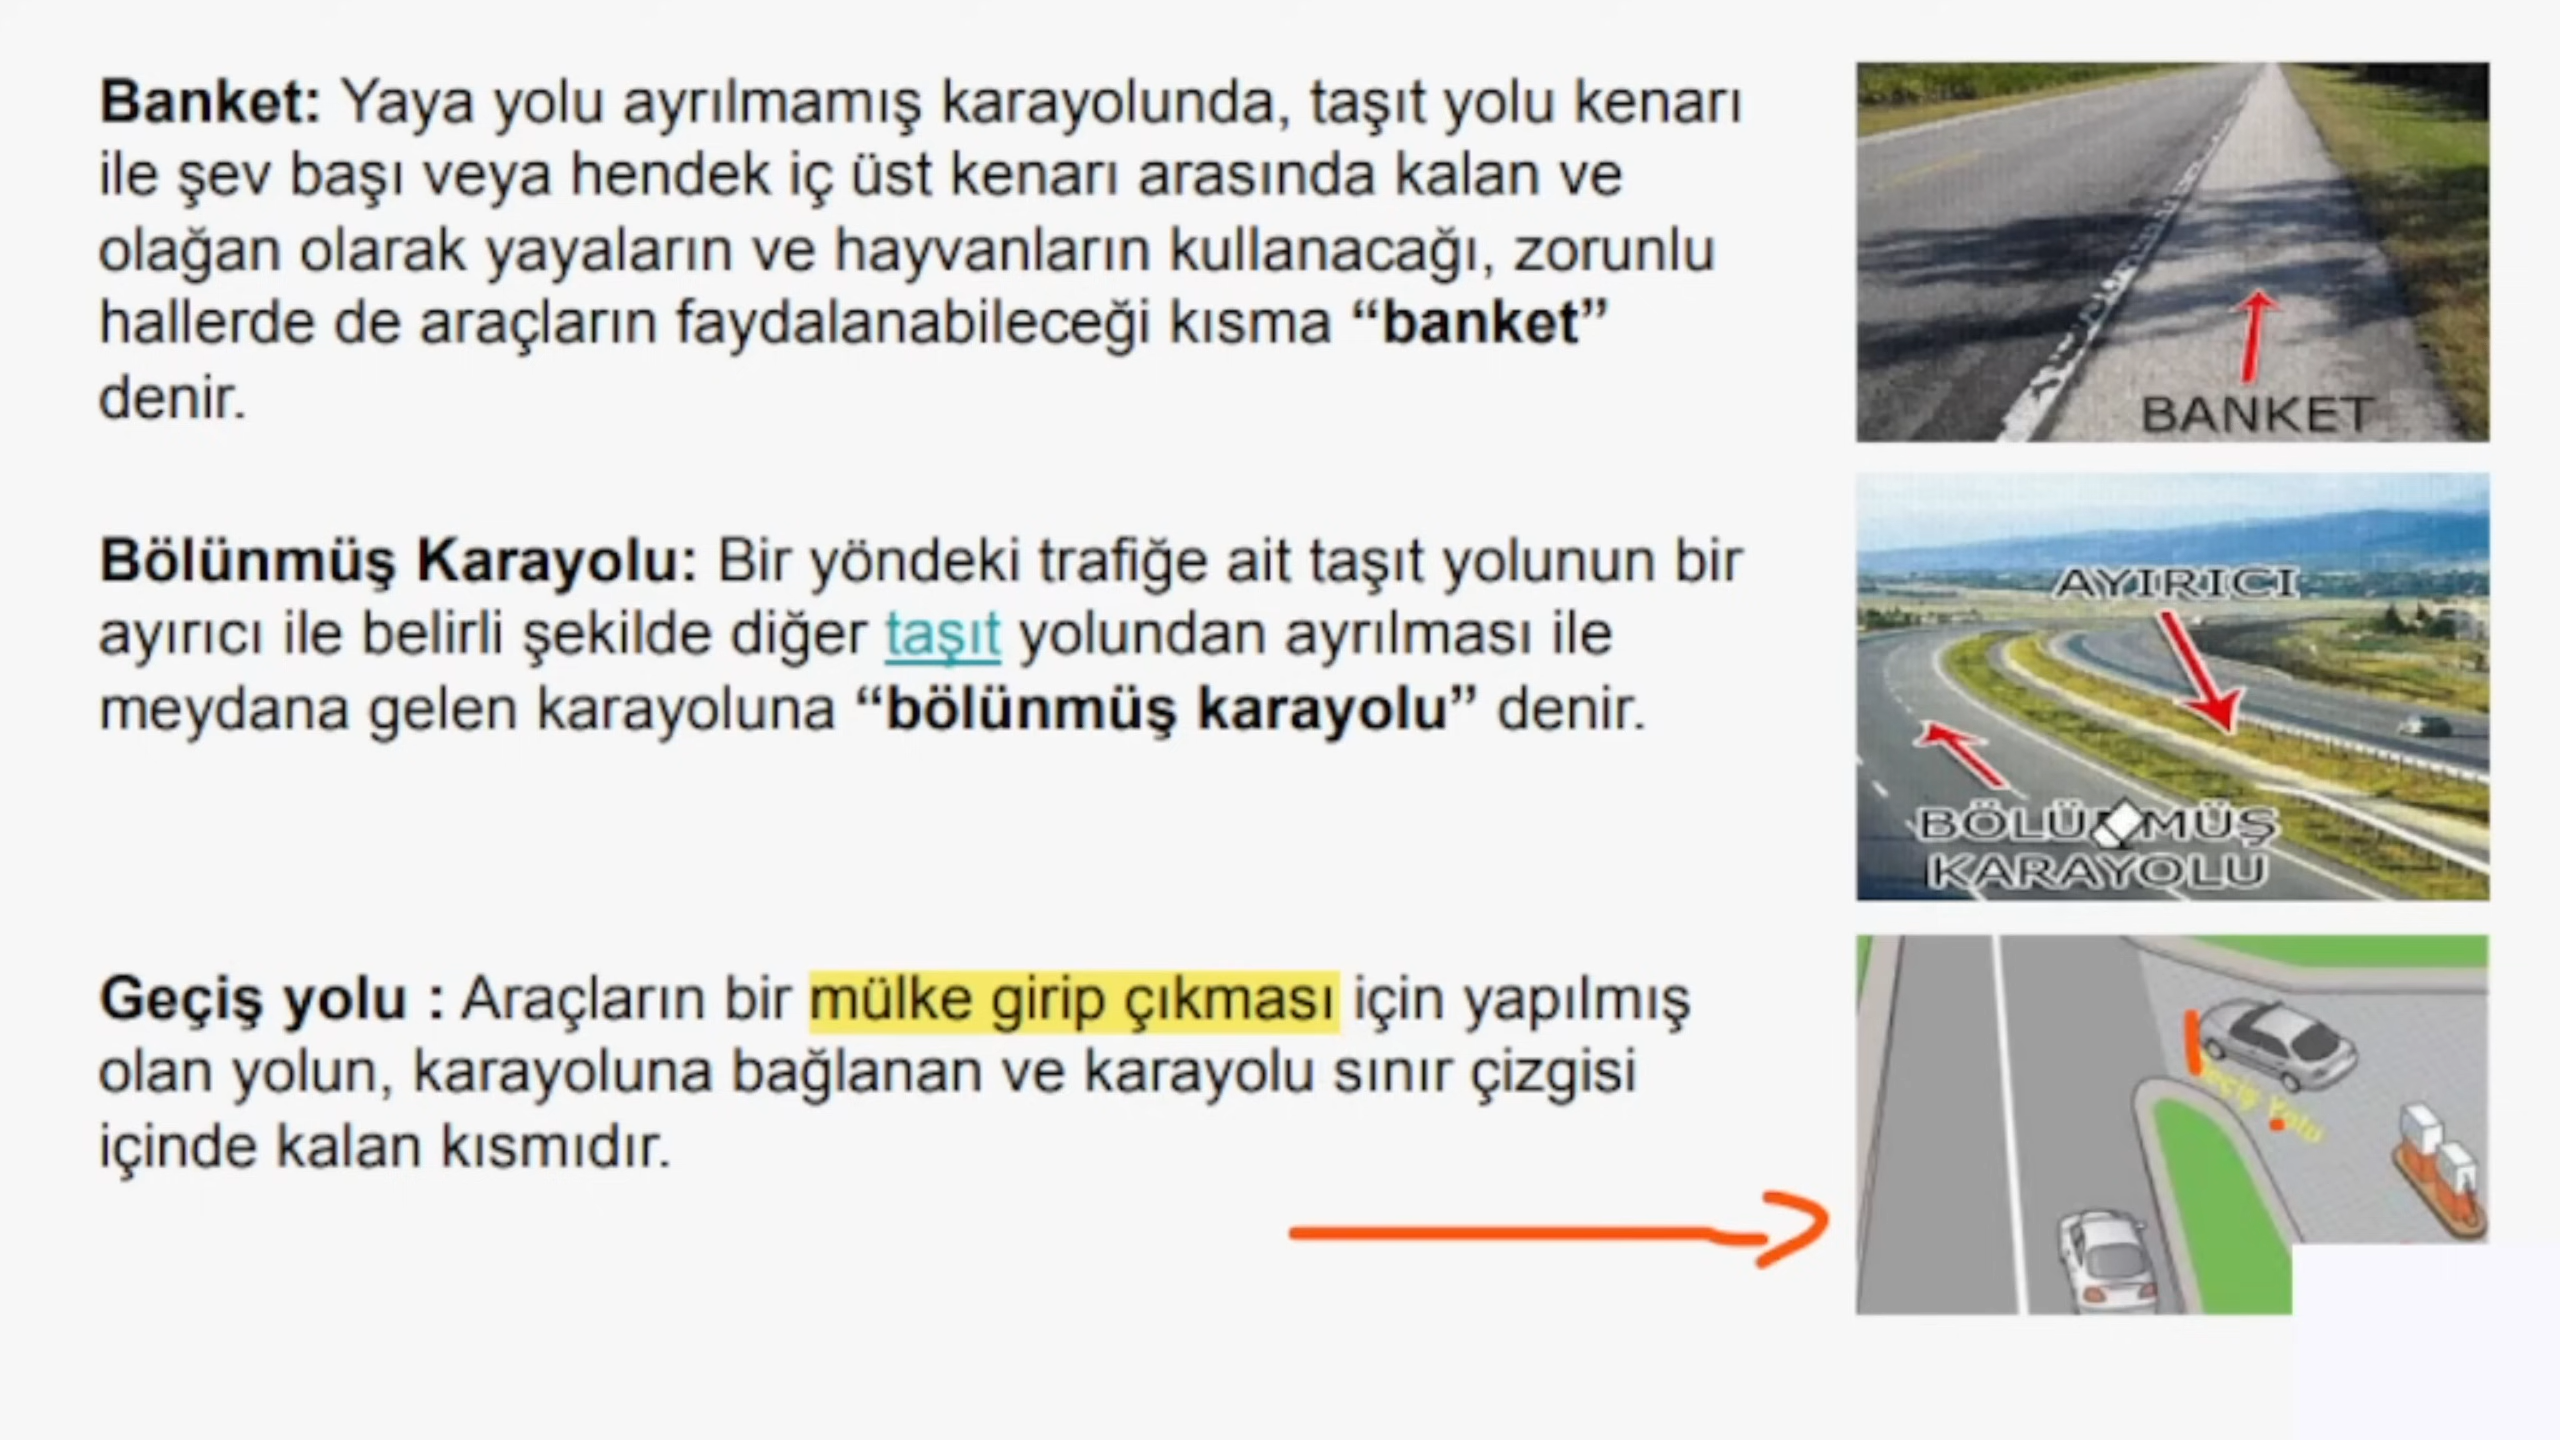 Banket: Yaya yolu ayrılmamış karayolunda, taşıt yolu kenarı
ile şev başı veya hendek iç üst kenarı arasında kalan ve
olağan olarak yayaların ve hayvanların kullanacağı, zorunlu
hallerde de araçların faydalanabileceği kısma “banket”
denir.
BANKET
Bölünmüş Karayolu: Bir yöndeki trafiğe ait taşıt yolunun bir
ayırıcı ile belirli şekilde diğer taşıt yolundan ayrılması ile
meydana gelen karayoluna “bölünmüş karayolu” denir.
AYIRICI
BÖLÜNMÜŞ
KARAYOLU
Geçiş yolu : Araçların bir mülke girip çıkması için yapılmış
olan yolun, karayoluna bağlanan ve karayolu sınır çizgisi
içinde kalan kısmıdır.
Geçiş Yolu